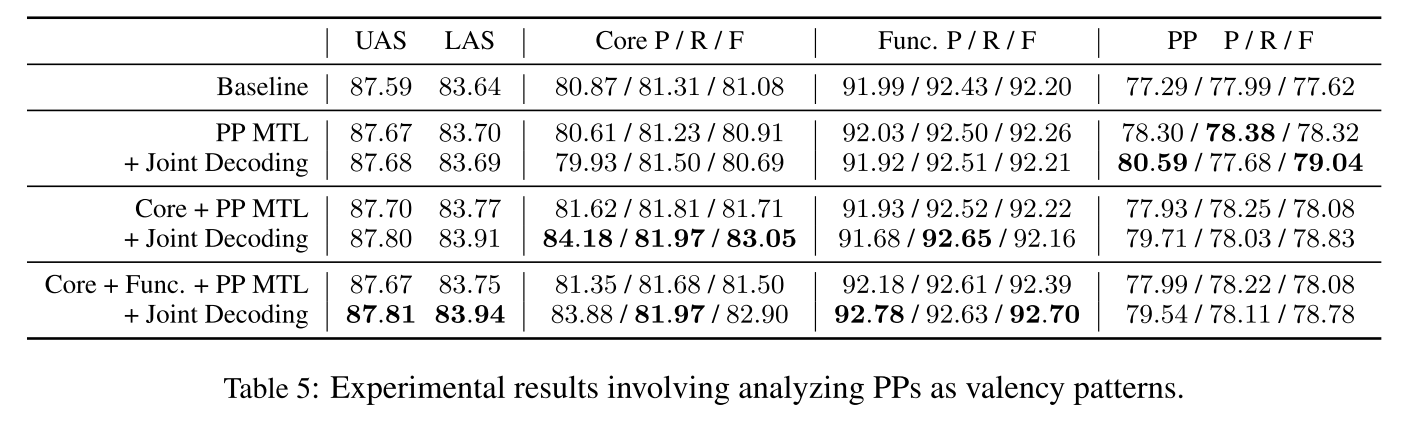 UAS LAS Core P / R / F Func. P / R / F PP P / R / F
Baseline 87.59 83.64 80.87 / 81.31 / 81.08 91.99 / 92.43 / 92.20 77.29 / 77.99 / 77.62
PP MTL 87.67 83.70 80.61 / 81.23 / 80.91 92.03 / 92.50 / 92.26 78.30 / 78.38 / 78.32
+ Joint Decoding 87.68 83.69 79.93 / 81.50 / 80.69 91.92 / 92.51 / 92.21 80.59 / 77.68 / 79.04
Core + PP MTL 87.70 83.77 81.62 / 81.81 / 81.71 91.93 / 92.52 / 92.22 77.93 / 78.25 / 78.08
+ Joint Decoding 87.80 83.91 84.18 / 81.97 / 83.05 91.68 / 92.65 / 92.16 79.71 / 78.03 / 78.83
Core + Func. + PP MTL 87.67 83.75 81.35 / 81.68 / 81.50 92.18 / 92.61 / 92.39 77.99 / 78.22 / 78.08
+ Joint Decoding 87.81 83.94 83.88 / 81.97 / 82.90 92.78 / 92.63 / 92.70 79.54 / 78.11 / 78.78
Table 5: Experimental results involving analyzing PPs as valency patterns.